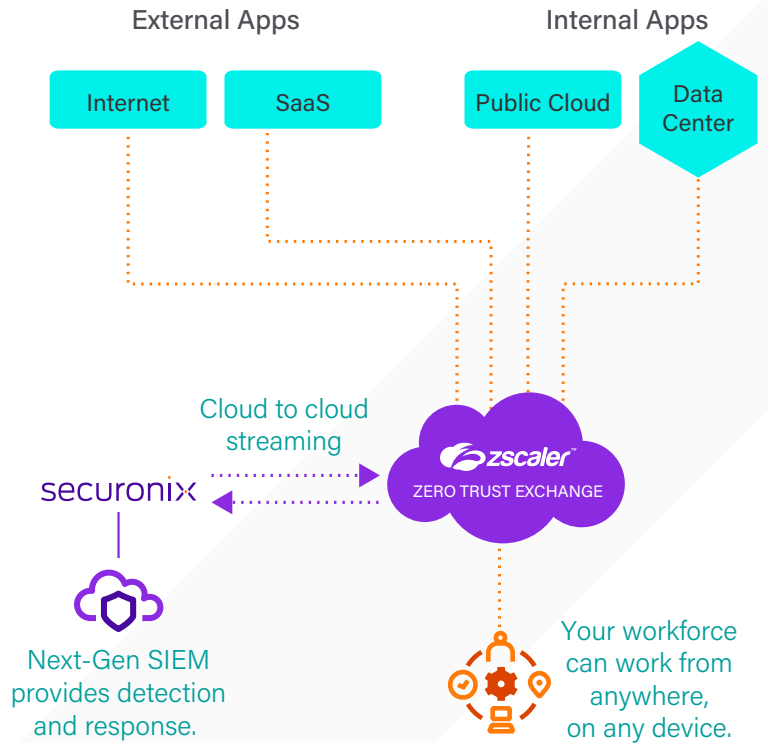 External Apps
Internal Apps
Internet
SaaS
Public Cloud
Data
Center
Cloud to cloud
streaming
securonix
zscaler™
ZERO TRUST EXCHANGE
Next-Gen SIEM
provides detection
and response.
Your workforce
can work from
anywhere,
on any device.